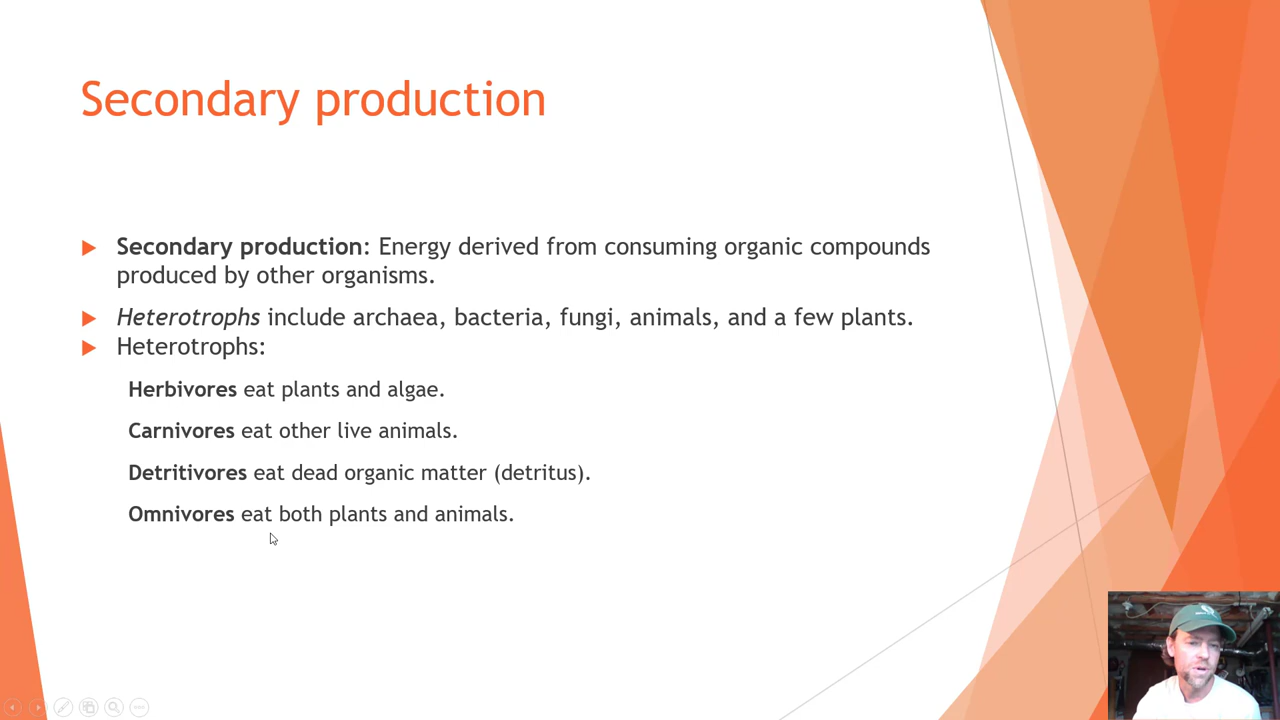 Secondary production
Secondary production: Energy derived from consuming organic compounds
produced by other organisms.
Heterotrophs include archaea, bacteria, fungi, animals, and a few plants.
Heterotrophs:
Herbivores eat plants and algae.
Carnivores eat other live animals.
Detritivores eat dead organic matter (detritus).
Omnivores eat both plants and animals.